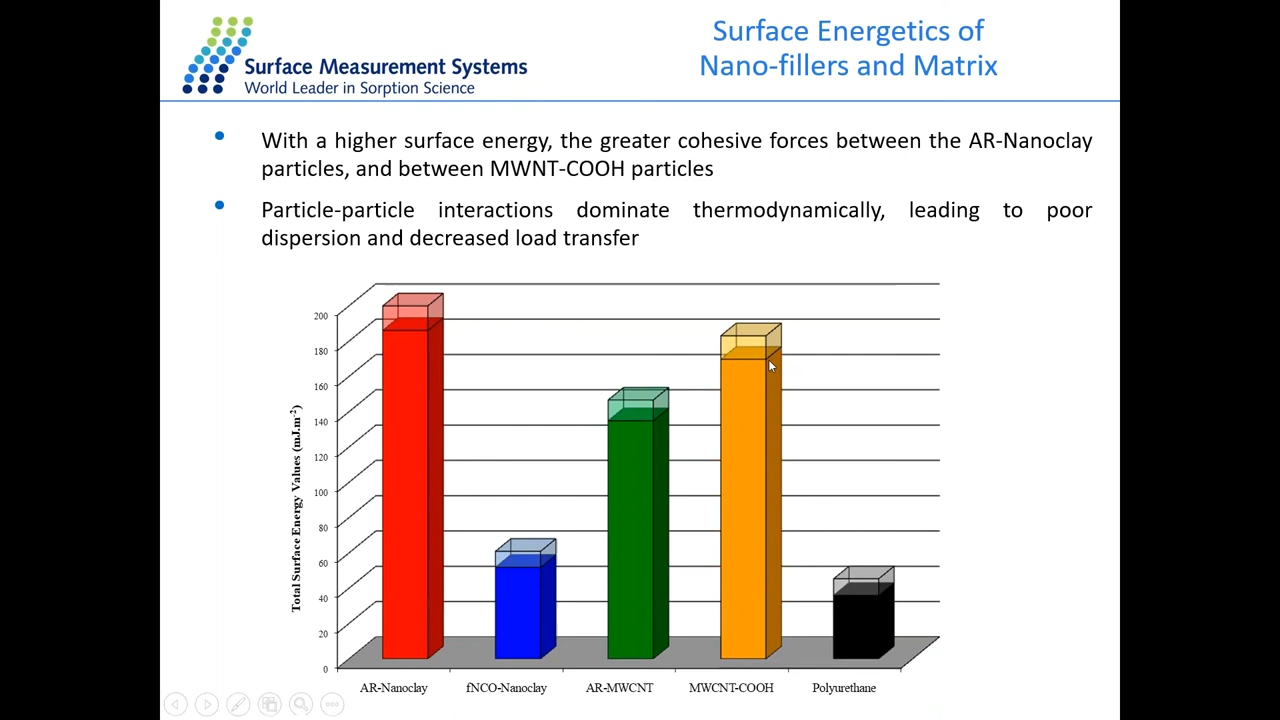 Surface Energetics of
Nano-fillers and Matrix
Surface Measurement Systems
World Leader in Sorption Science
• With a higher surface energy, the greater cohesive forces between the AR-Nanoclay
particles, and between MWNT-COOH particles
• Particle-particle interactions dominate thermodynamically, leading to poor
dispersion and decreased load transfer
Total Surface Energy Values (mJ.m⁻²)
200
180
160
140
120
100
80
60
40
20
0
AR-Nanoclay
fNCO-Nanoclay
AR-MWCNT
MWCNT-COOH
Polyurethane